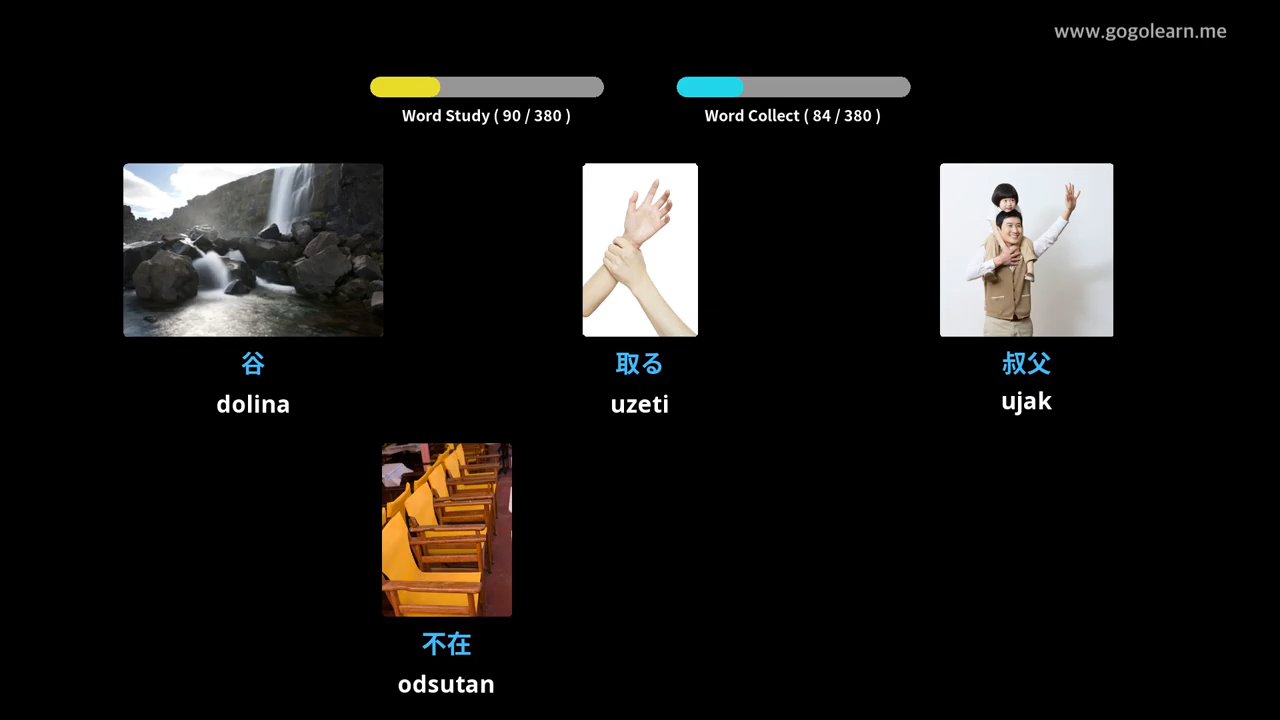 www.gogolearn.me
Word Study ( 90 / 380 )
Word Collect ( 84 / 380 )
谷
dolina
取る
uzeti
叔父
ujak
不在
odsutan